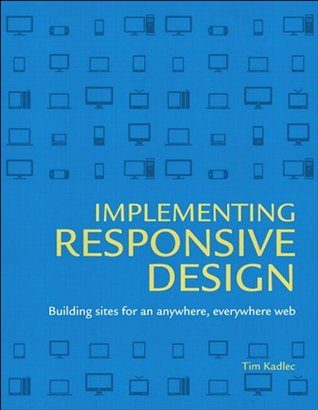 IMPLEMENTING
RESPONSIVE
DESIGN
Building sites for an anywhere, everywhere web
Tim Kadlec